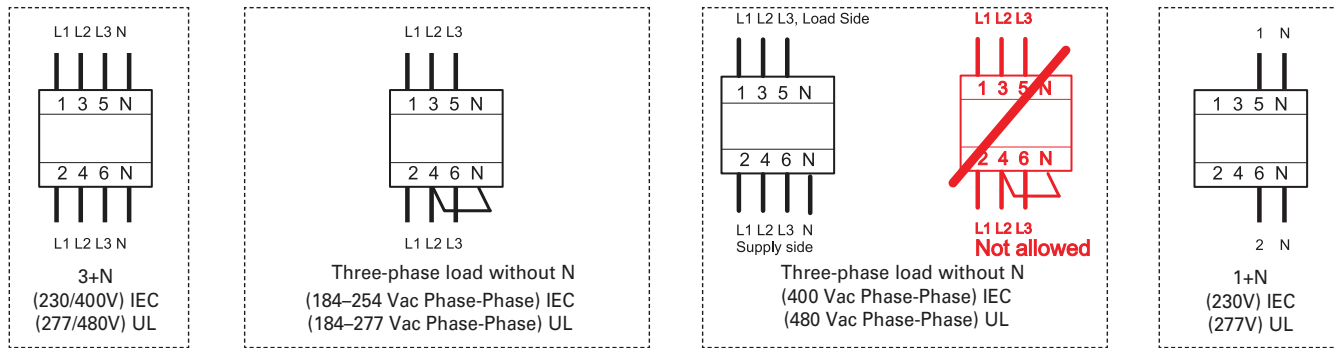 L1 L2 L3 N
1 3 5 N
2 4 6 N
L1 L2 L3 N
3+N
(230/400V) IEC
(277/480V) UL
L1 L2 L3
1 3 5 N
2 4 6 N
L1 L2 L3
Three-phase load without N
(184–254 Vac Phase-Phase) IEC
(184–277 Vac Phase-Phase) UL
L1 L2 L3, Load Side
1 3 5 N
2 4 6 N
L1 L2 L3 N
Supply side
L1 L2 L3
1 3 5 N
2 4 6 N
L1 L2 L3
Not allowed
Three-phase load without N
(400 Vac Phase-Phase) IEC
(480 Vac Phase-Phase) UL
1 N
1 3 5 N
2 4 6 N
2 N
1+N
(230V) IEC
(277V) UL